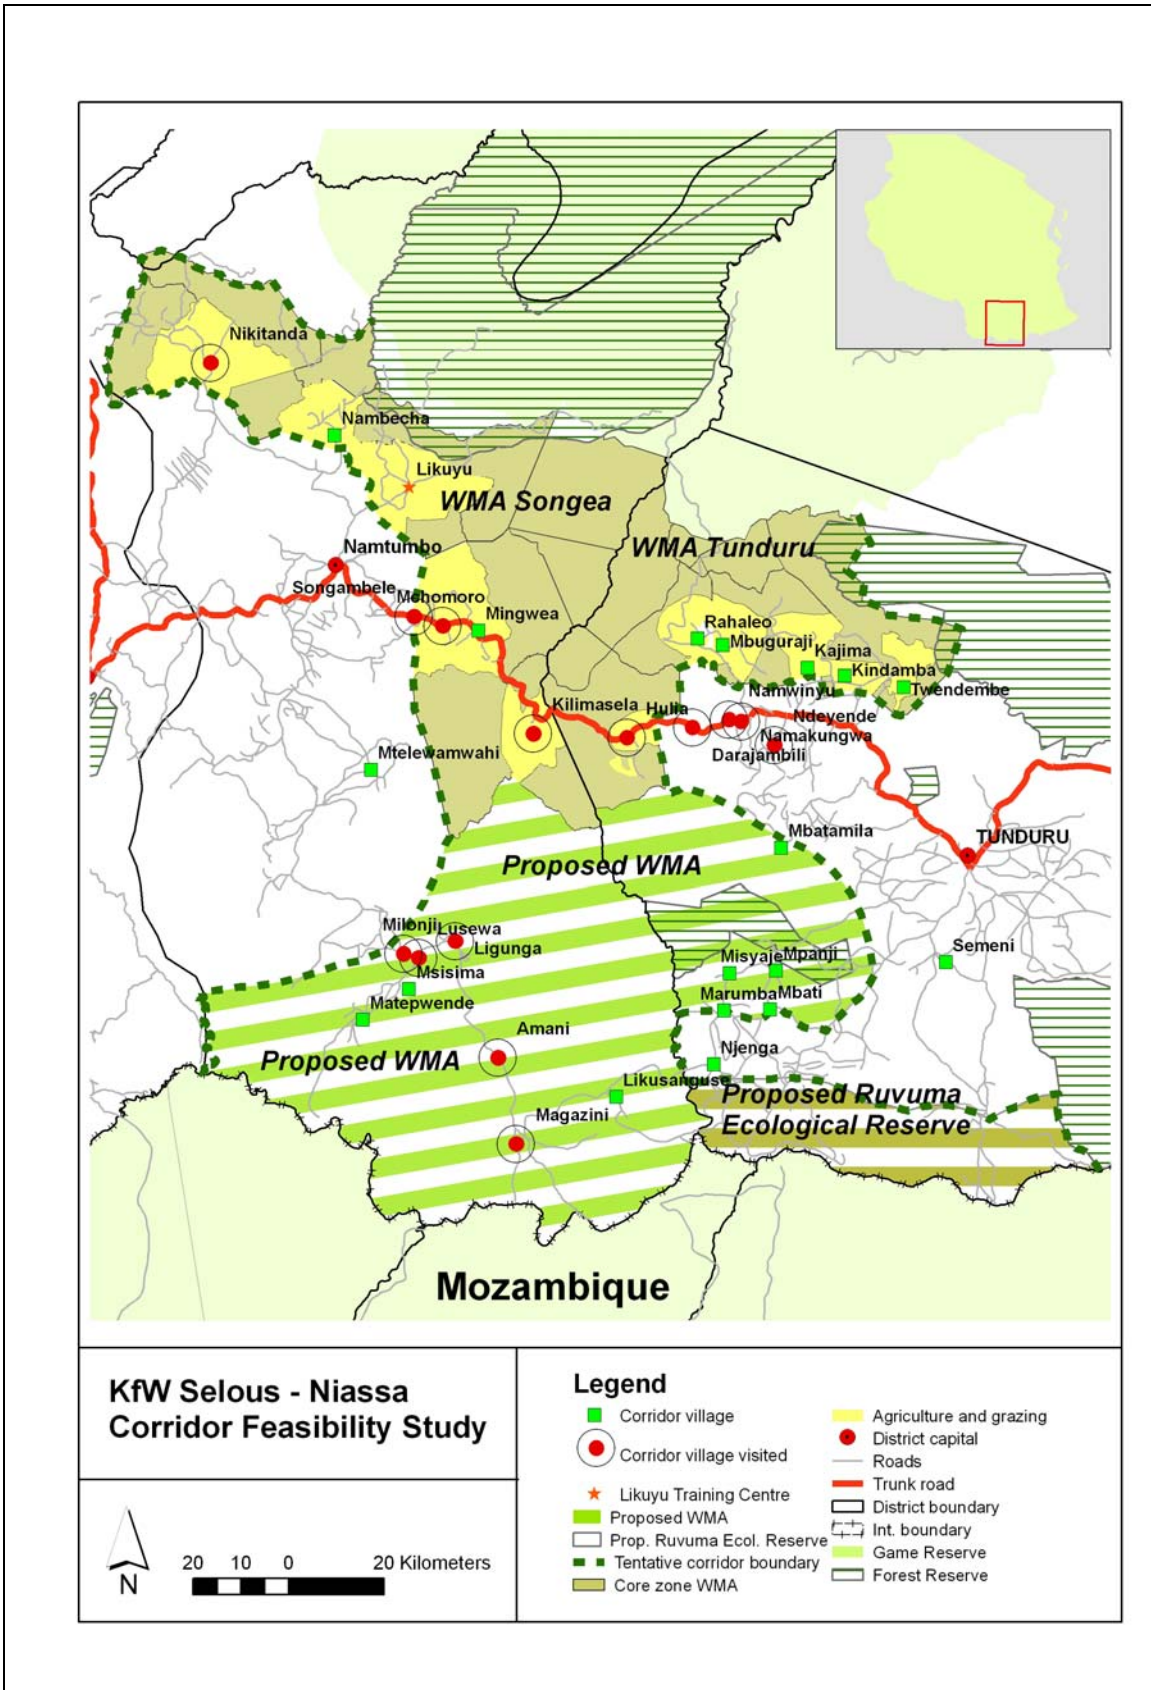 Nikitanda
Nambecha
Likuyu
WMA Songea
WMA Tunduru
Namtumbo
Songambele
Mchomoro
Mingwea
Rahaleo
Mbuguraji
Kajima
Kindamba
Twendembe
Namwinyu
Kilimasela
Hulia
Ndeyende
Namakungwa
Darajambili
Mtelewamwahi
Mbatamila
TUNDURU
Proposed WMA
Milonji
Lusewa
Ligunga
Msisima
Matepwende
Misyaje
Mpanji
Semeni
Marumba
Mbati
Amani
Njenga
Proposed WMA
Likusanguse
Magazini
Proposed Ruvuma
Ecological Reserve
Mozambique
KfW Selous - Niassa
Corridor Feasibility Study
N
20 10 0 20 Kilometers
Legend
Corridor village
Corridor village visited
Likuyu Training Centre
Proposed WMA
Prop. Ruvuma Ecol. Reserve
Tentative corridor boundary
Core zone WMA
Agriculture and grazing
District capital
Roads
Trunk road
District boundary
Int. boundary
Game Reserve
Forest Reserve